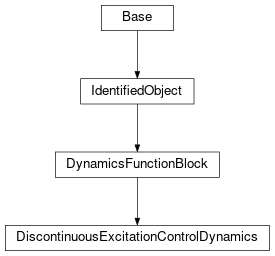 Base
IdentifiedObject
DynamicsFunctionBlock
DiscontinuousExcitationControlDynamics